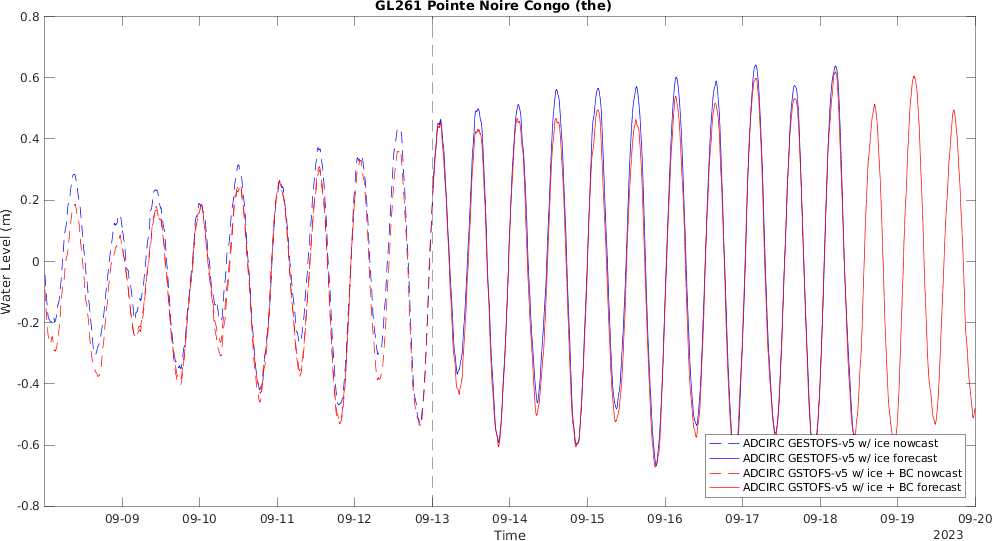 GL261 Pointe Noire Congo (the)
0.8
0.6
0.4
0.2
0
-0.2
-0.4
-0.6
-0.8
Water Level (m)
ADCIRC GESTOFS-v5 w/ ice nowcast
ADCIRC GESTOFS-v5 w/ ice forecast
ADCIRC GSTOFS-v5 w/ ice + BC nowcast
ADCIRC GSTOFS-v5 w/ ice + BC forecast
09-09 09-10 09-11 09-12 09-13 09-14 09-15 09-16 09-17 09-18 09-19 09-20
Time
2023